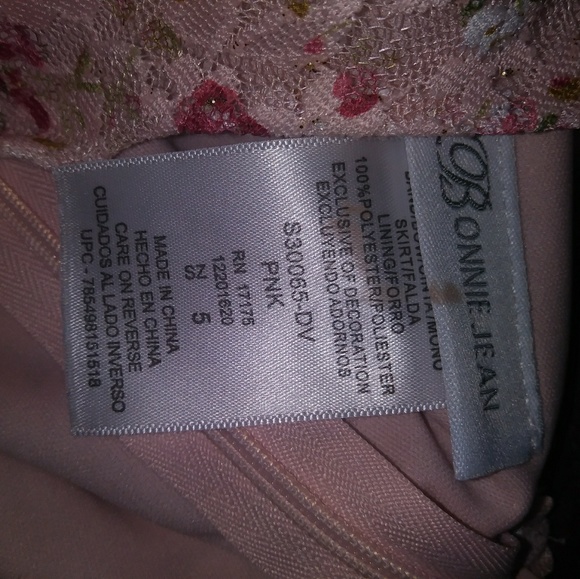 BONNIE JEAN
SKIRT/FALDA
LINING/FORRO
100%POLYESTER/POLIESTER
EXCLUSIVE OF DECORATION
EXCLUYENDO ADORNOS
S30065-DV
PNK
RN 17175
12201620
5
MADE IN CHINA
HECHO EN CHINA
CARE ON REVERSE
CUIDADOS AL LADO INVERSO
UPC - 785498151518